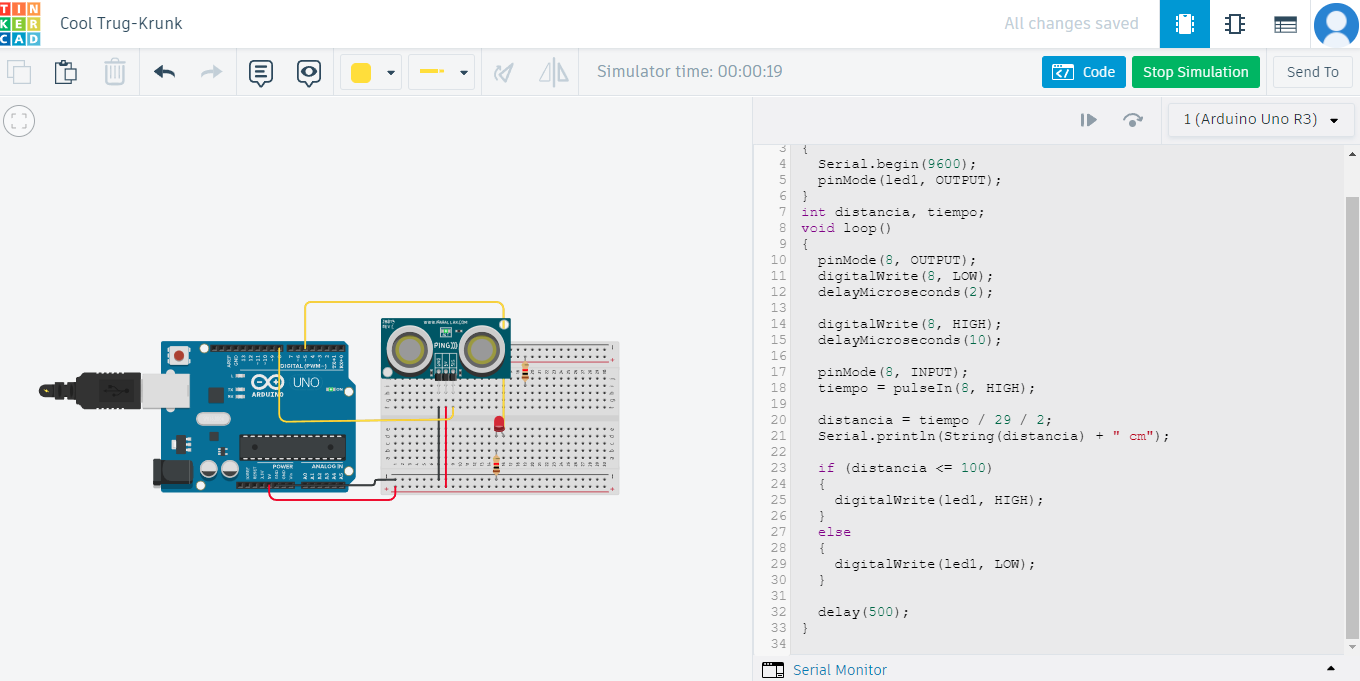 TIN
KER
CAD
Cool Trug-Krunk
All changes saved
Simulator time: 00:00:19
Code
Stop Simulation
Send To
1 (Arduino Uno R3)
3 {
4 Serial.begin(9600);
5 pinMode(led1, OUTPUT);
6 }
7 int distancia, tiempo;
8 void loop()
9 {
10 pinMode(8, OUTPUT);
11 digitalWrite(8, LOW);
12 delayMicroseconds(2);
13
14 digitalWrite(8, HIGH);
15 delayMicroseconds(10);
16
17 pinMode(8, INPUT);
18 tiempo = pulseIn(8, HIGH);
19
20 distancia = tiempo / 29 / 2;
21 Serial.println(String(distancia) + " cm");
22
23 if (distancia <= 100)
24 {
25 digitalWrite(led1, HIGH);
26 }
27 else
28 {
29 digitalWrite(led1, LOW);
30 }
31
32 delay(500);
33 }
34
Serial Monitor
WWW.PARALLAX.COM
PING)))
DIGITAL (PWM~)
UNO
ARDUINO
POWER
ANALOG IN